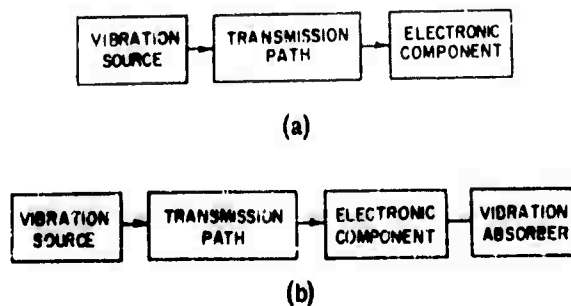 VIBRATION
SOURCE
TRANSMISSION
PATH
ELECTRONIC
COMPONENT
(a)
VIBRATION
SOURCE
TRANSMISSION
PATH
ELECTRONIC
COMPONENT
VIBRATION
ABSORBER
(b)